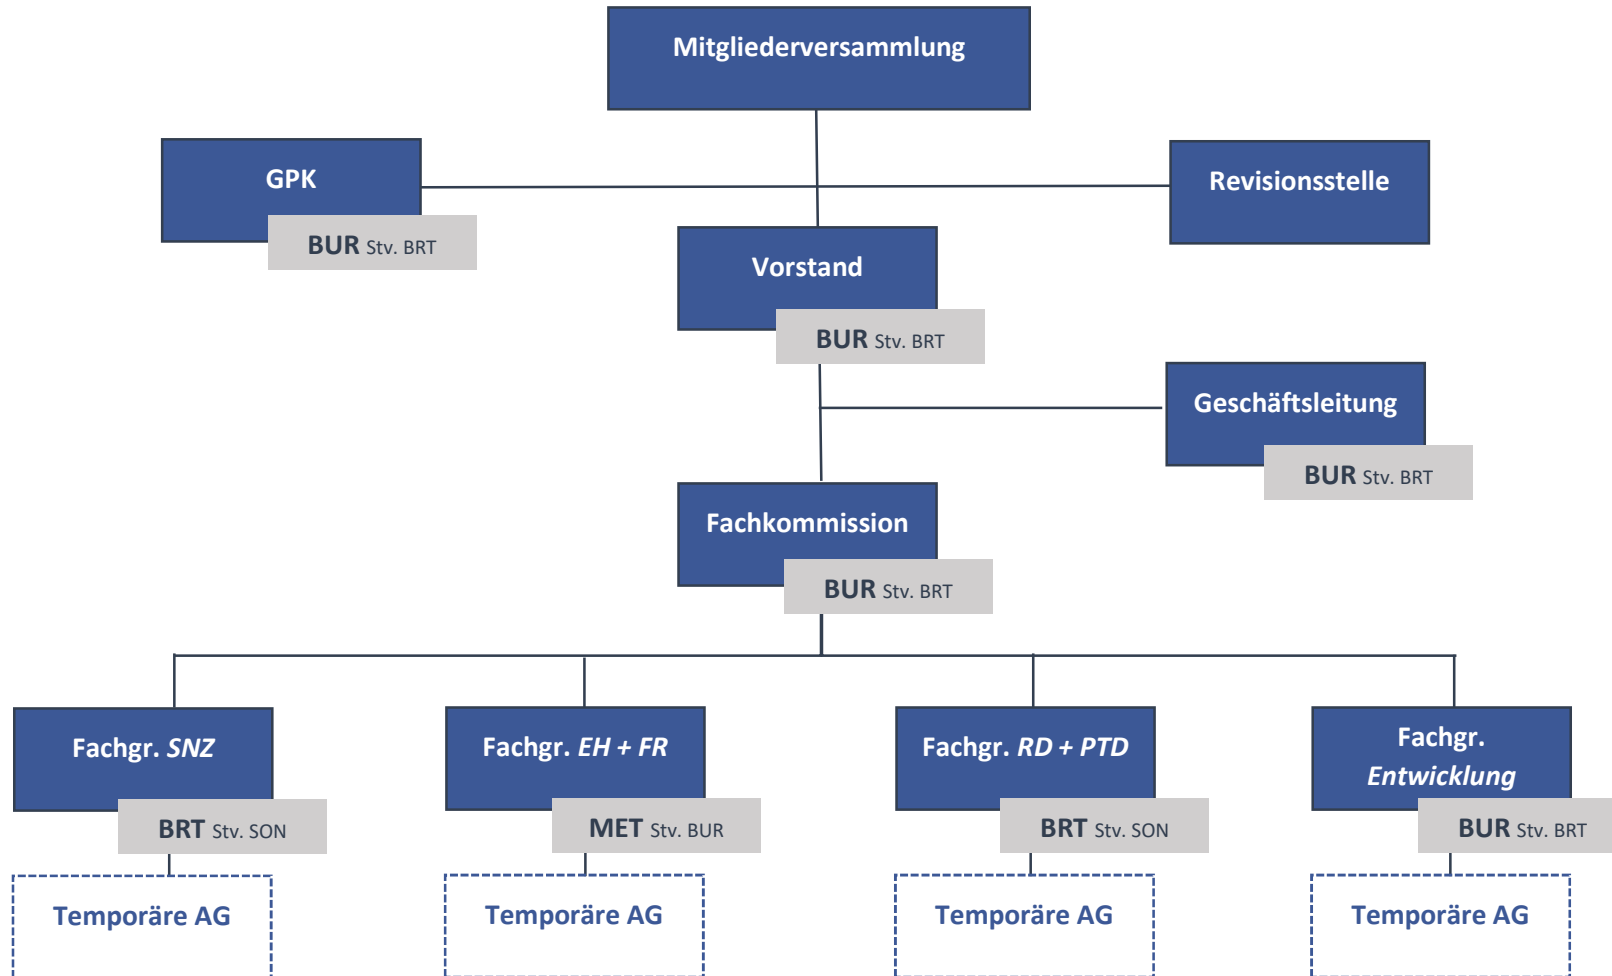 Mitgliederversammlung
GPK
BUR Stv. BRT
Revisionsstelle
Vorstand
BUR Stv. BRT
Geschäftsleitung
BUR Stv. BRT
Fachkommission
BUR Stv. BRT
Fachgr. SNZ
BRT Stv. SON
Fachgr. EH + FR
MET Stv. BUR
Fachgr. RD + PTD
BRT Stv. SON
Fachgr.
Entwicklung
BUR Stv. BRT
Temporäre AG
Temporäre AG
Temporäre AG
Temporäre AG